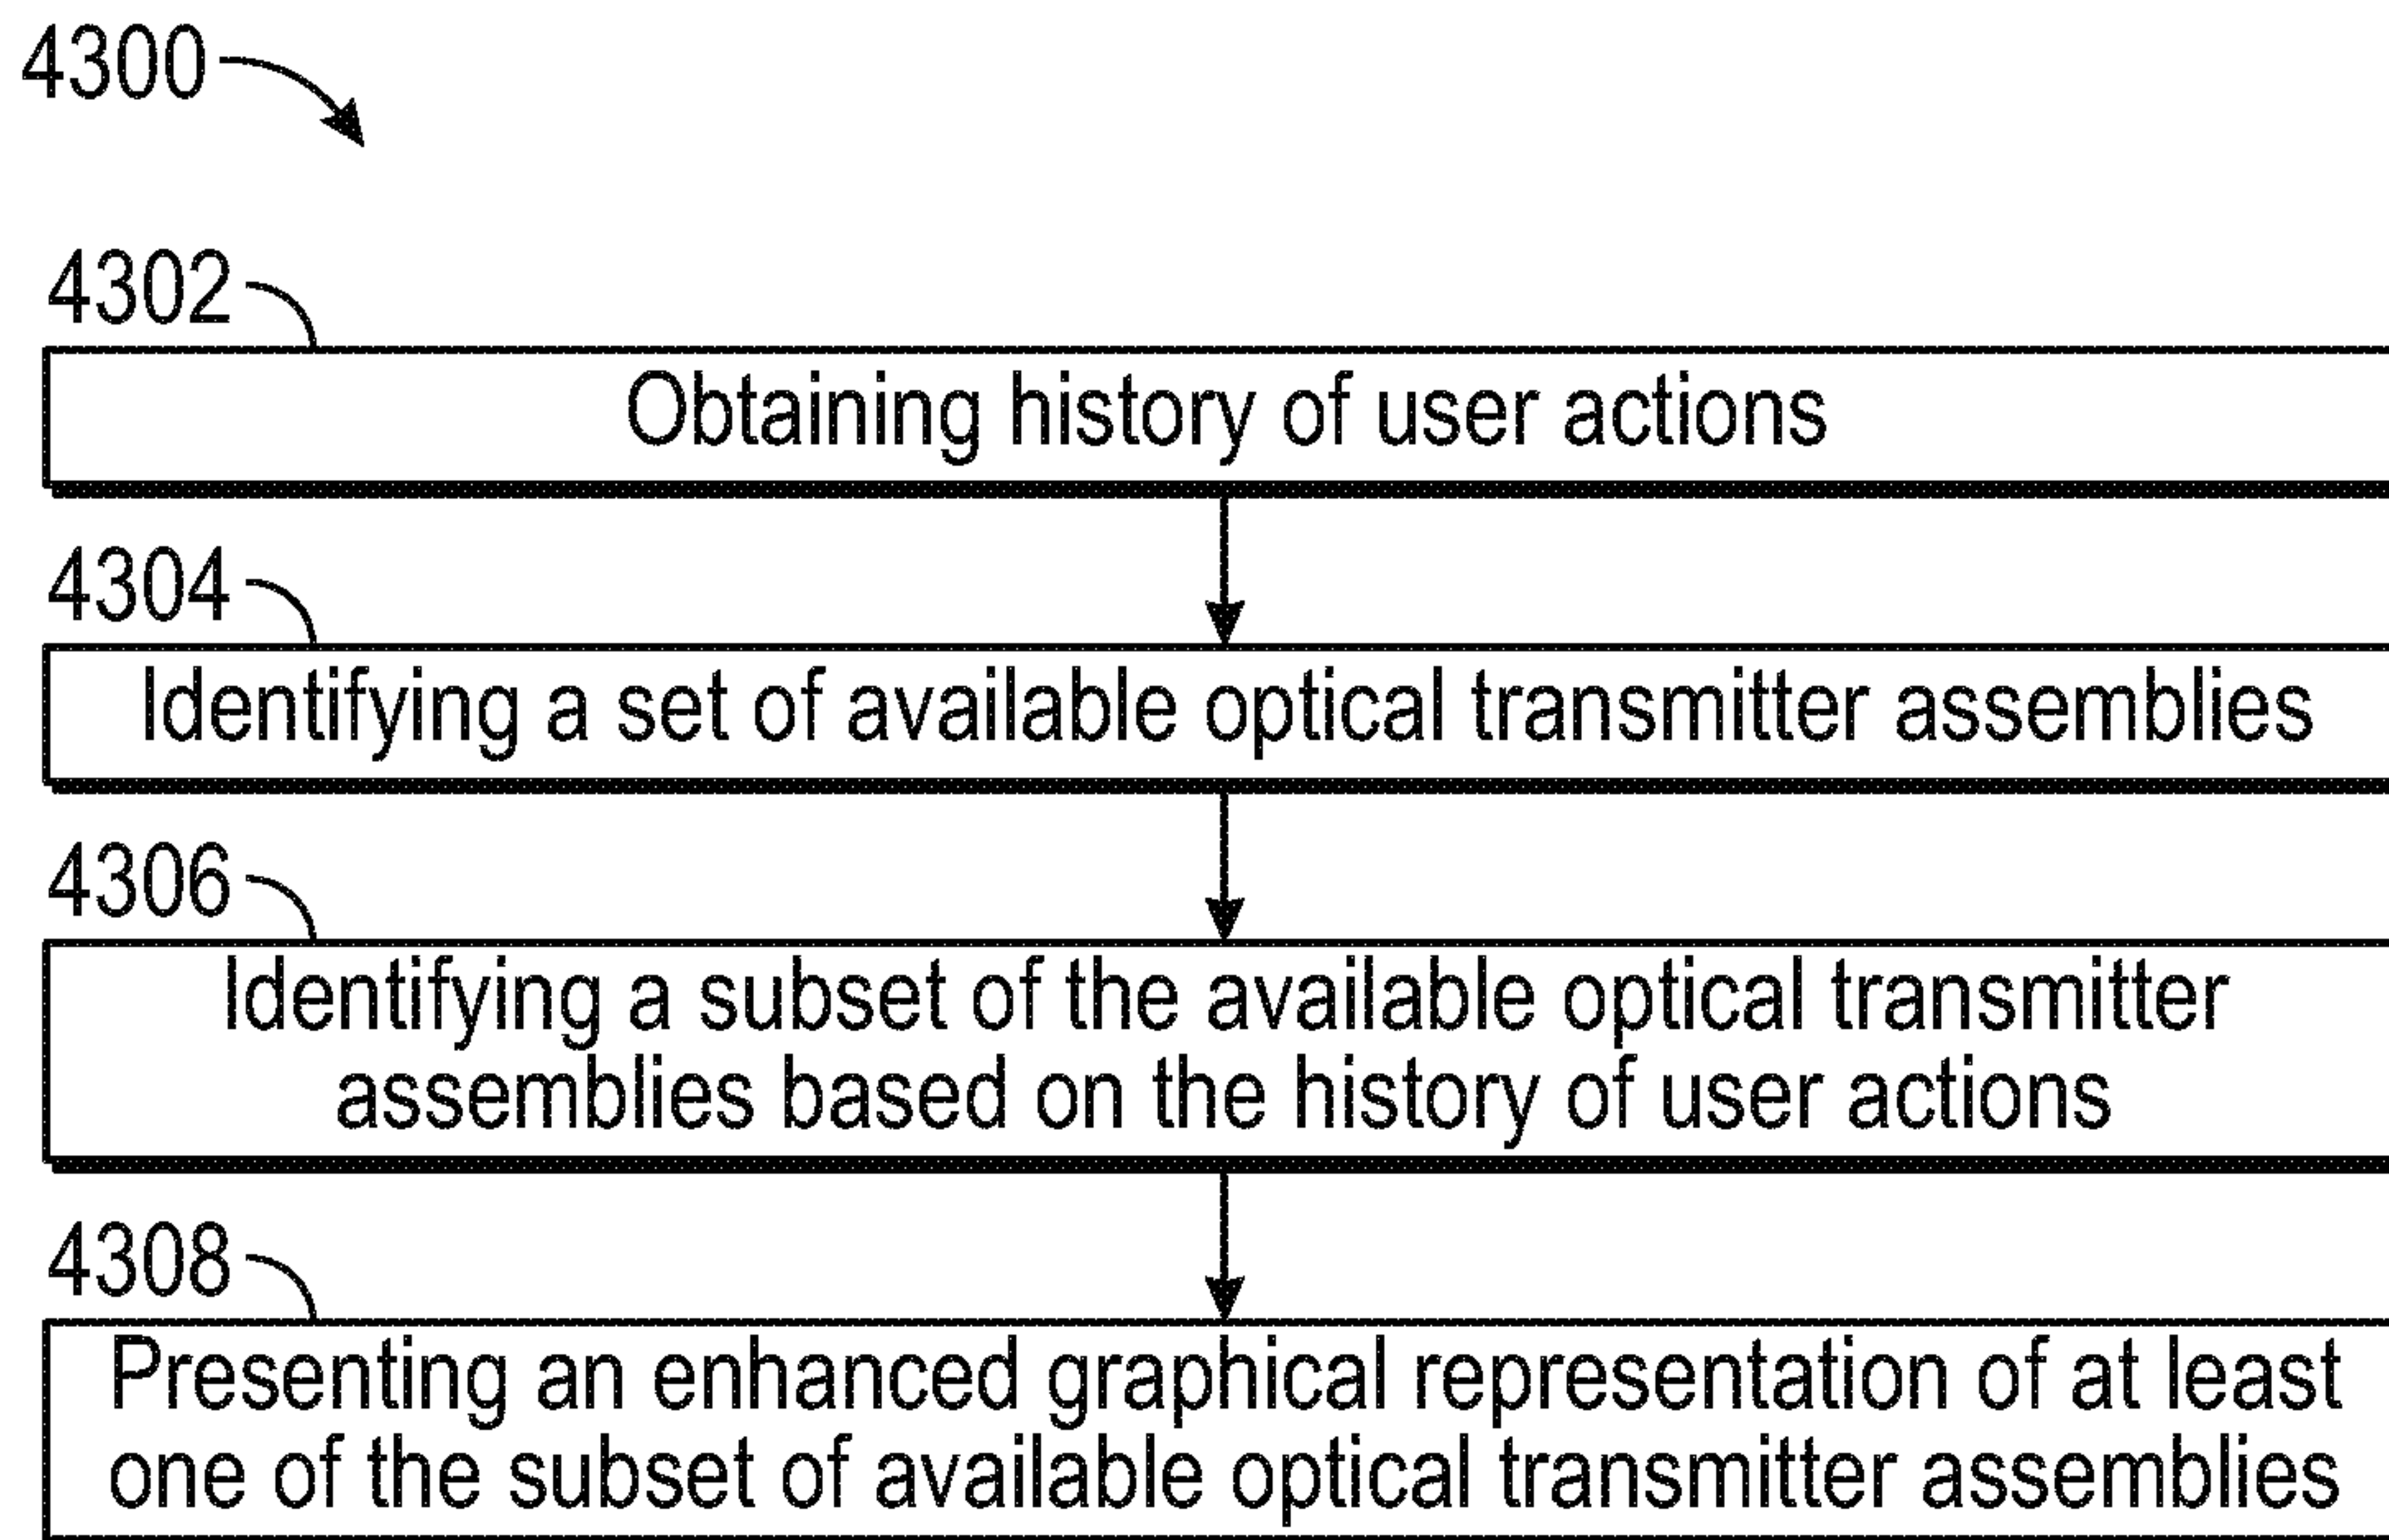 4300
4302
Obtaining history of user actions
4304
Identifying a set of available optical transmitter assemblies
4306
Identifying a subset of the available optical transmitter
assemblies based on the history of user actions
4308
Presenting an enhanced graphical representation of at least
one of the subset of available optical transmitter assemblies